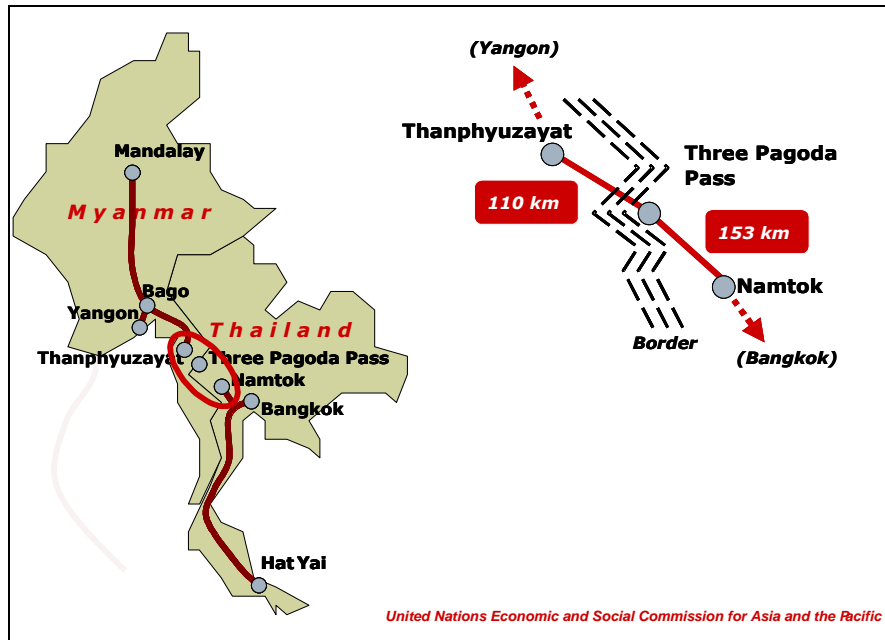 Mandalay
Myanmar
Bago
Yangon
Thailand
Thanphyuzayat
Three Pagoda Pass
Namtok
Bangkok
Hat Yai
(Yangon)
Thanphyuzayat
Three Pagoda
Pass
110 km
153 km
Namtok
Border
(Bangkok)
United Nations Economic and Social Commission for Asia and the Pacific